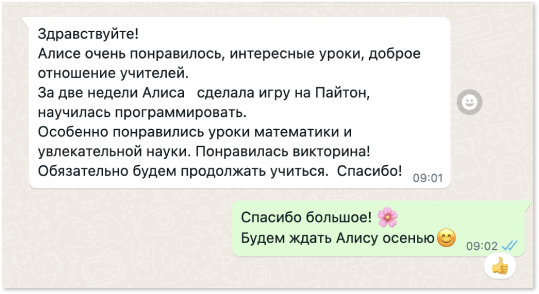 Здравствуйте!
Алисе очень понравилось, интересные уроки, доброе
отношение учителей.
За две недели Алиса   сделала игру на Пайтон,
научилась программировать.
Особенно понравились уроки математики и
увлекательной науки. Понравилась викторина!
Обязательно будем продолжать учиться.  Спасибо!
09:01
Спасибо большое! 🌸
Будем ждать Алису осенью😊
09:02